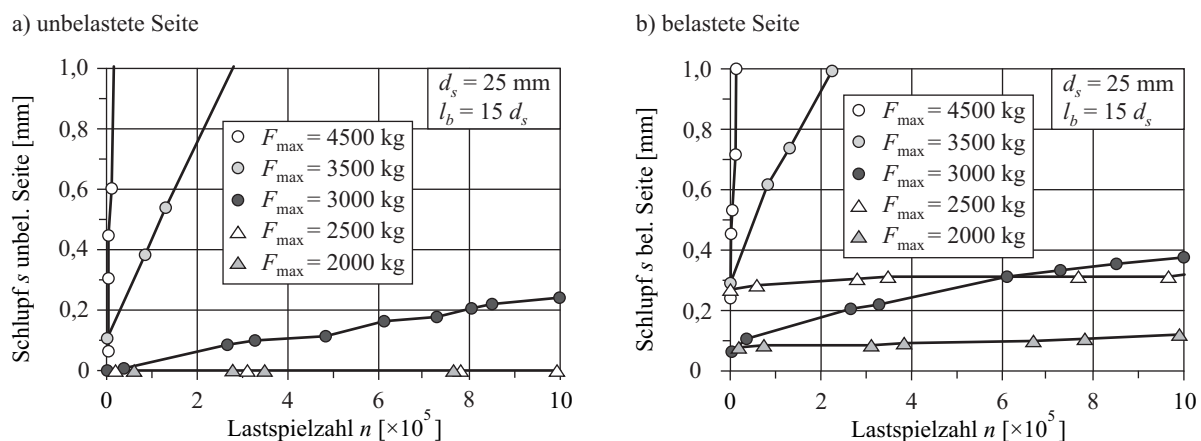 a) unbelastete Seite
Schlupf s unbel. Seite [mm]
1,0
0,8
0,6
0,4
0,2
0
d_s = 25 mm
l_b = 15 d_s
F_max = 4500 kg
F_max = 3500 kg
F_max = 3000 kg
F_max = 2500 kg
F_max = 2000 kg
0 2 4 6 8 10
Lastspielzahl n [×10^5]
b) belastete Seite
Schlupf s bel. Seite [mm]
1,0
0,8
0,6
0,4
0,2
0
d_s = 25 mm
l_b = 15 d_s
F_max = 4500 kg
F_max = 3500 kg
F_max = 3000 kg
F_max = 2500 kg
F_max = 2000 kg
0 2 4 6 8 10
Lastspielzahl n [×10^5]